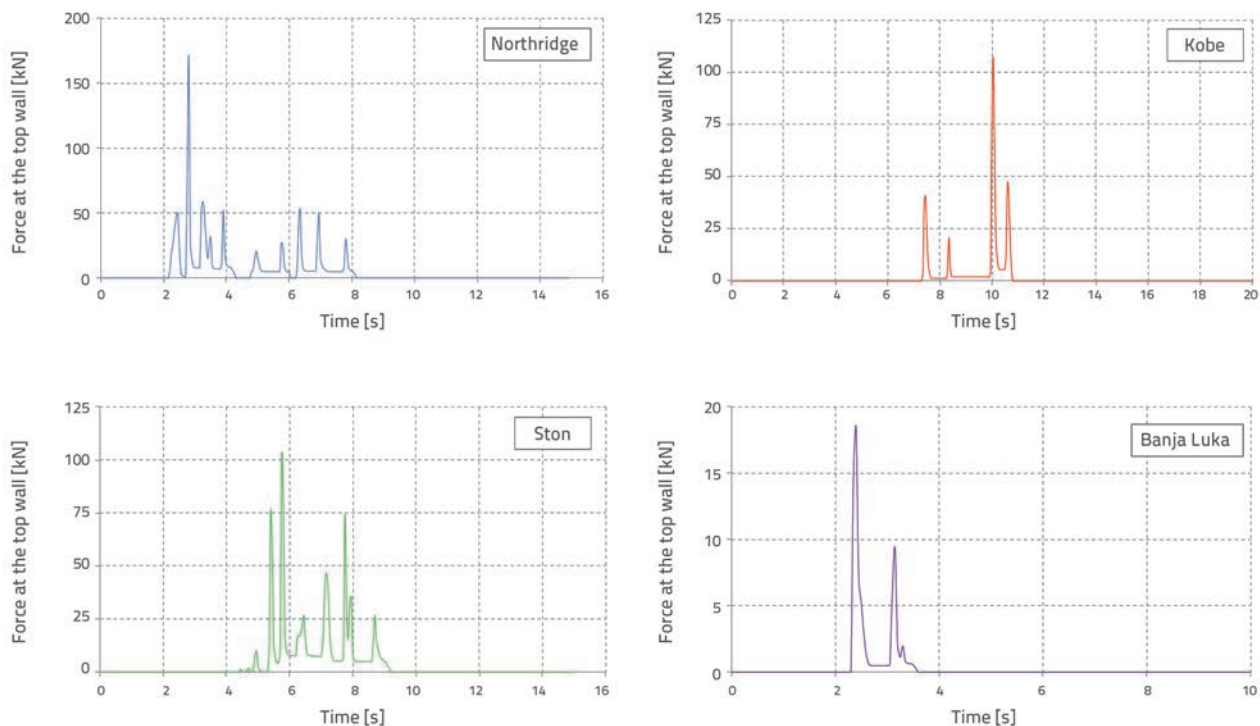 Northridge
Force at the top wall [kN]
200
150
100
50
0
0 2 4 6 8 10 12 14 16
Time [s]
Kobe
Force at the top wall [kN]
125
100
75
50
25
0
0 2 4 6 8 10 12 14 16 18 20
Time [s]
Ston
Force at the top wall [kN]
125
100
75
50
25
0
0 2 4 6 8 10 12 14 16
Time [s]
Banja Luka
Force at the top wall [kN]
20
15
10
5
0
0 2 4 6 8 10
Time [s]